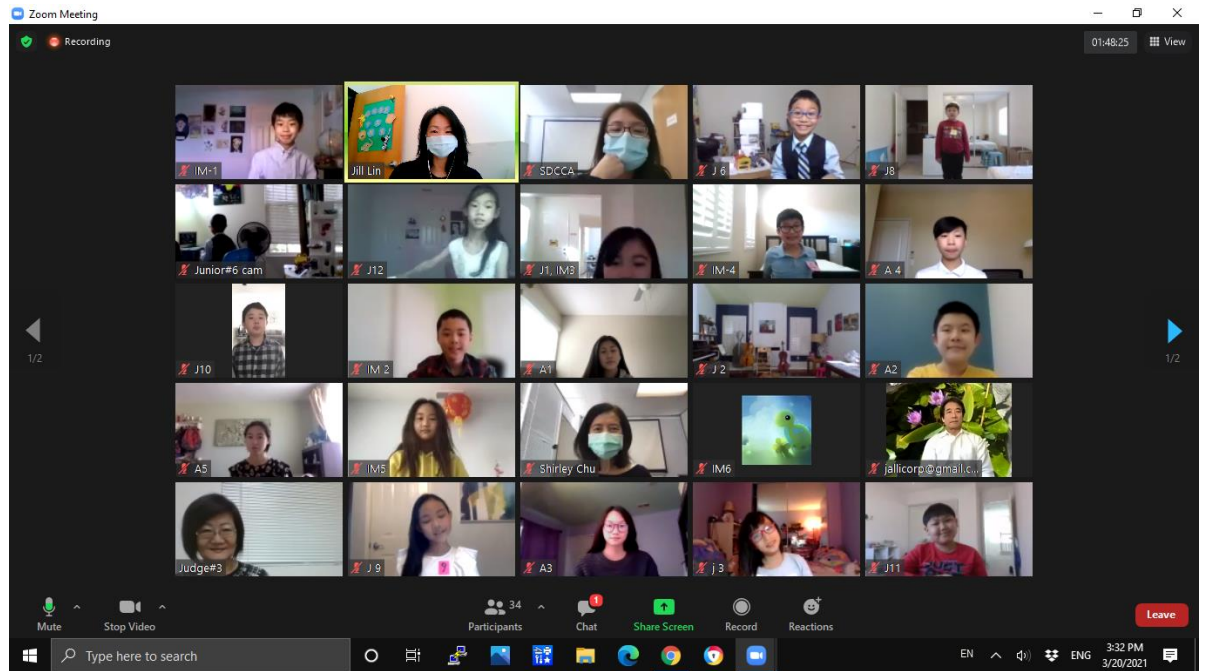 Zoom Meeting
Recording
01:48:25 View
IM-1
Jill Lin
SDCCA
J 6
J8
Junior#6 cam
J12
J1, IM3
IM-4
A 4
J10
IM 2
A1
J 2
A2
1/2
1/2
A5
IM5
Shirley Chu
IM6
jallicorp@gmail.c...
Judge#3
J 9
A3
j 3
J11
Mute
Stop Video
Participants 34
Chat 1
Share Screen
Record
Reactions
Leave
Type here to search
EN
ENG
3:32 PM
3/20/2021